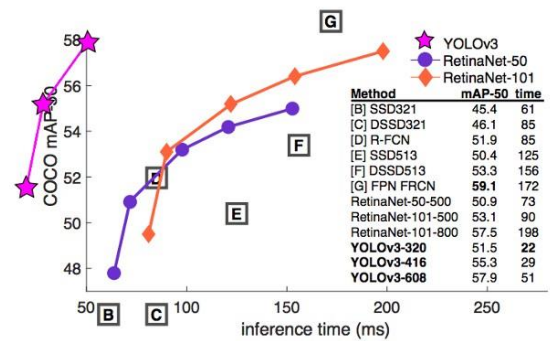 G
58
YOLOv3
RetinaNet-50
RetinaNet-101
56
Method mAP-50 time
[B] SSD321 45.4 61
[C] DSSD321 46.1 85
[D] R-FCN 51.9 85
[E] SSD513 50.4 125
[F] DSSD513 53.3 156
[G] FPN FRCN 59.1 172
RetinaNet-50-500 50.9 73
RetinaNet-101-500 53.1 90
RetinaNet-101-800 57.5 198
YOLOv3-320 51.5 22
YOLOv3-416 55.3 29
YOLOv3-608 57.9 51
COCO mAP-50
54
F
52
D
E
50
48
50 100 150 200 250
B C
inference time (ms)